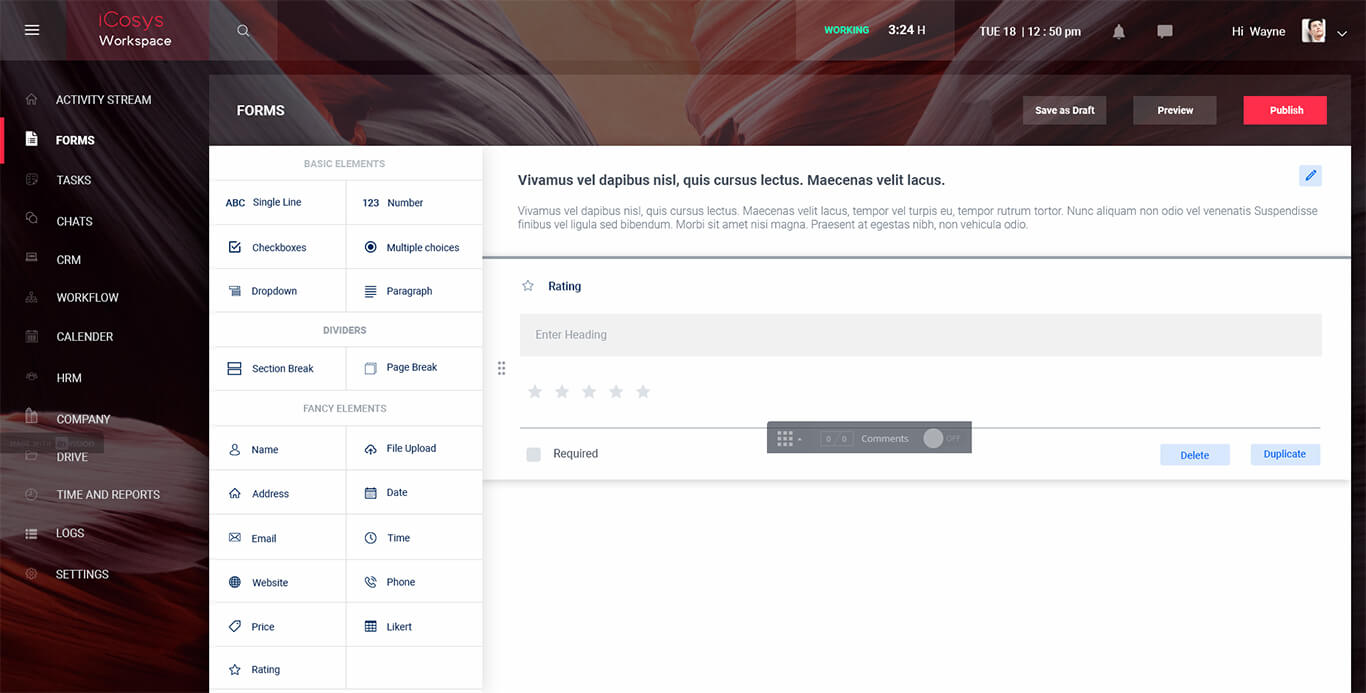 iCosys
Workspace
WORKING 3:24 H
TUE 18 | 12 : 50 pm
Hi Wayne
ACTIVITY STREAM
FORMS
TASKS
CHATS
CRM
WORKFLOW
CALENDER
HRM
COMPANY
MADE WITH
DRIVE
TIME AND REPORTS
LOGS
SETTINGS
FORMS
Save as Draft
Preview
Publish
BASIC ELEMENTS
ABC Single Line
123 Number
Checkboxes
Multiple choices
Dropdown
Paragraph
DIVIDERS
Section Break
Page Break
FANCY ELEMENTS
Name
File Upload
Address
Date
Email
Time
Website
Phone
Price
Likert
Rating
Vivamus vel dapibus nisl, quis cursus lectus. Maecenas velit lacus.
Vivamus vel dapibus nisl, quis cursus lectus. Maecenas velit lacus, tempor vel turpis eu, tempor rutrum tortor. Nunc aliquam non odio vel venenatis Suspendisse
finibus vel ligula sed bibendum. Morbi sit amet nisi magna. Praesent at egestas nibh, non vehicula odio.
Rating
Enter Heading
0 / 0 Comments OFF
Required
Delete
Duplicate